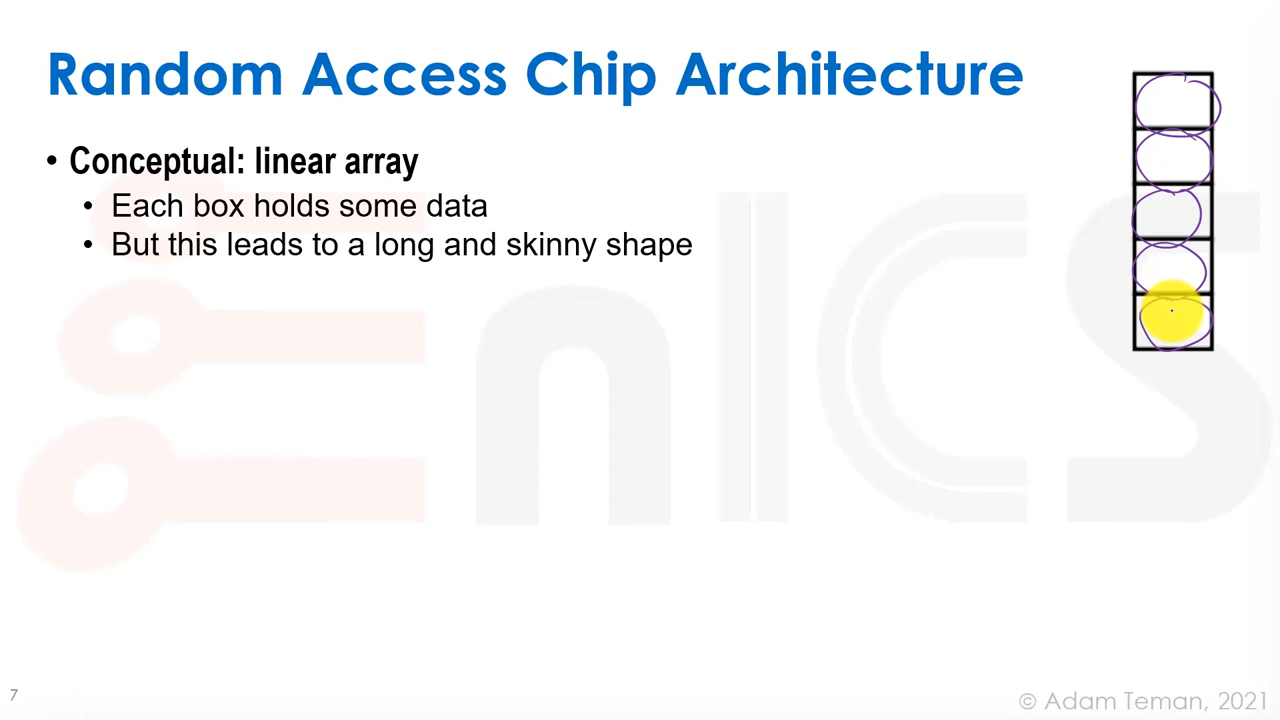 Random Access Chip Architecture
• Conceptual: linear array
• Each box holds some data
• But this leads to a long and skinny shape
EnICS
7
© Adam Teman, 2021